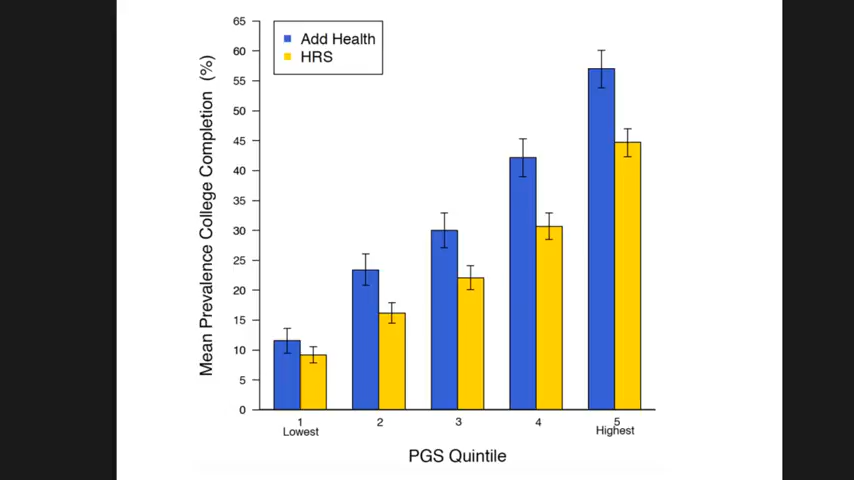 65
60
55
50
45
40
35
30
25
20
15
10
5
0
Mean Prevalence College Completion (%)
Add Health
HRS
1 2 3 4 5
Lowest Highest
PGS Quintile